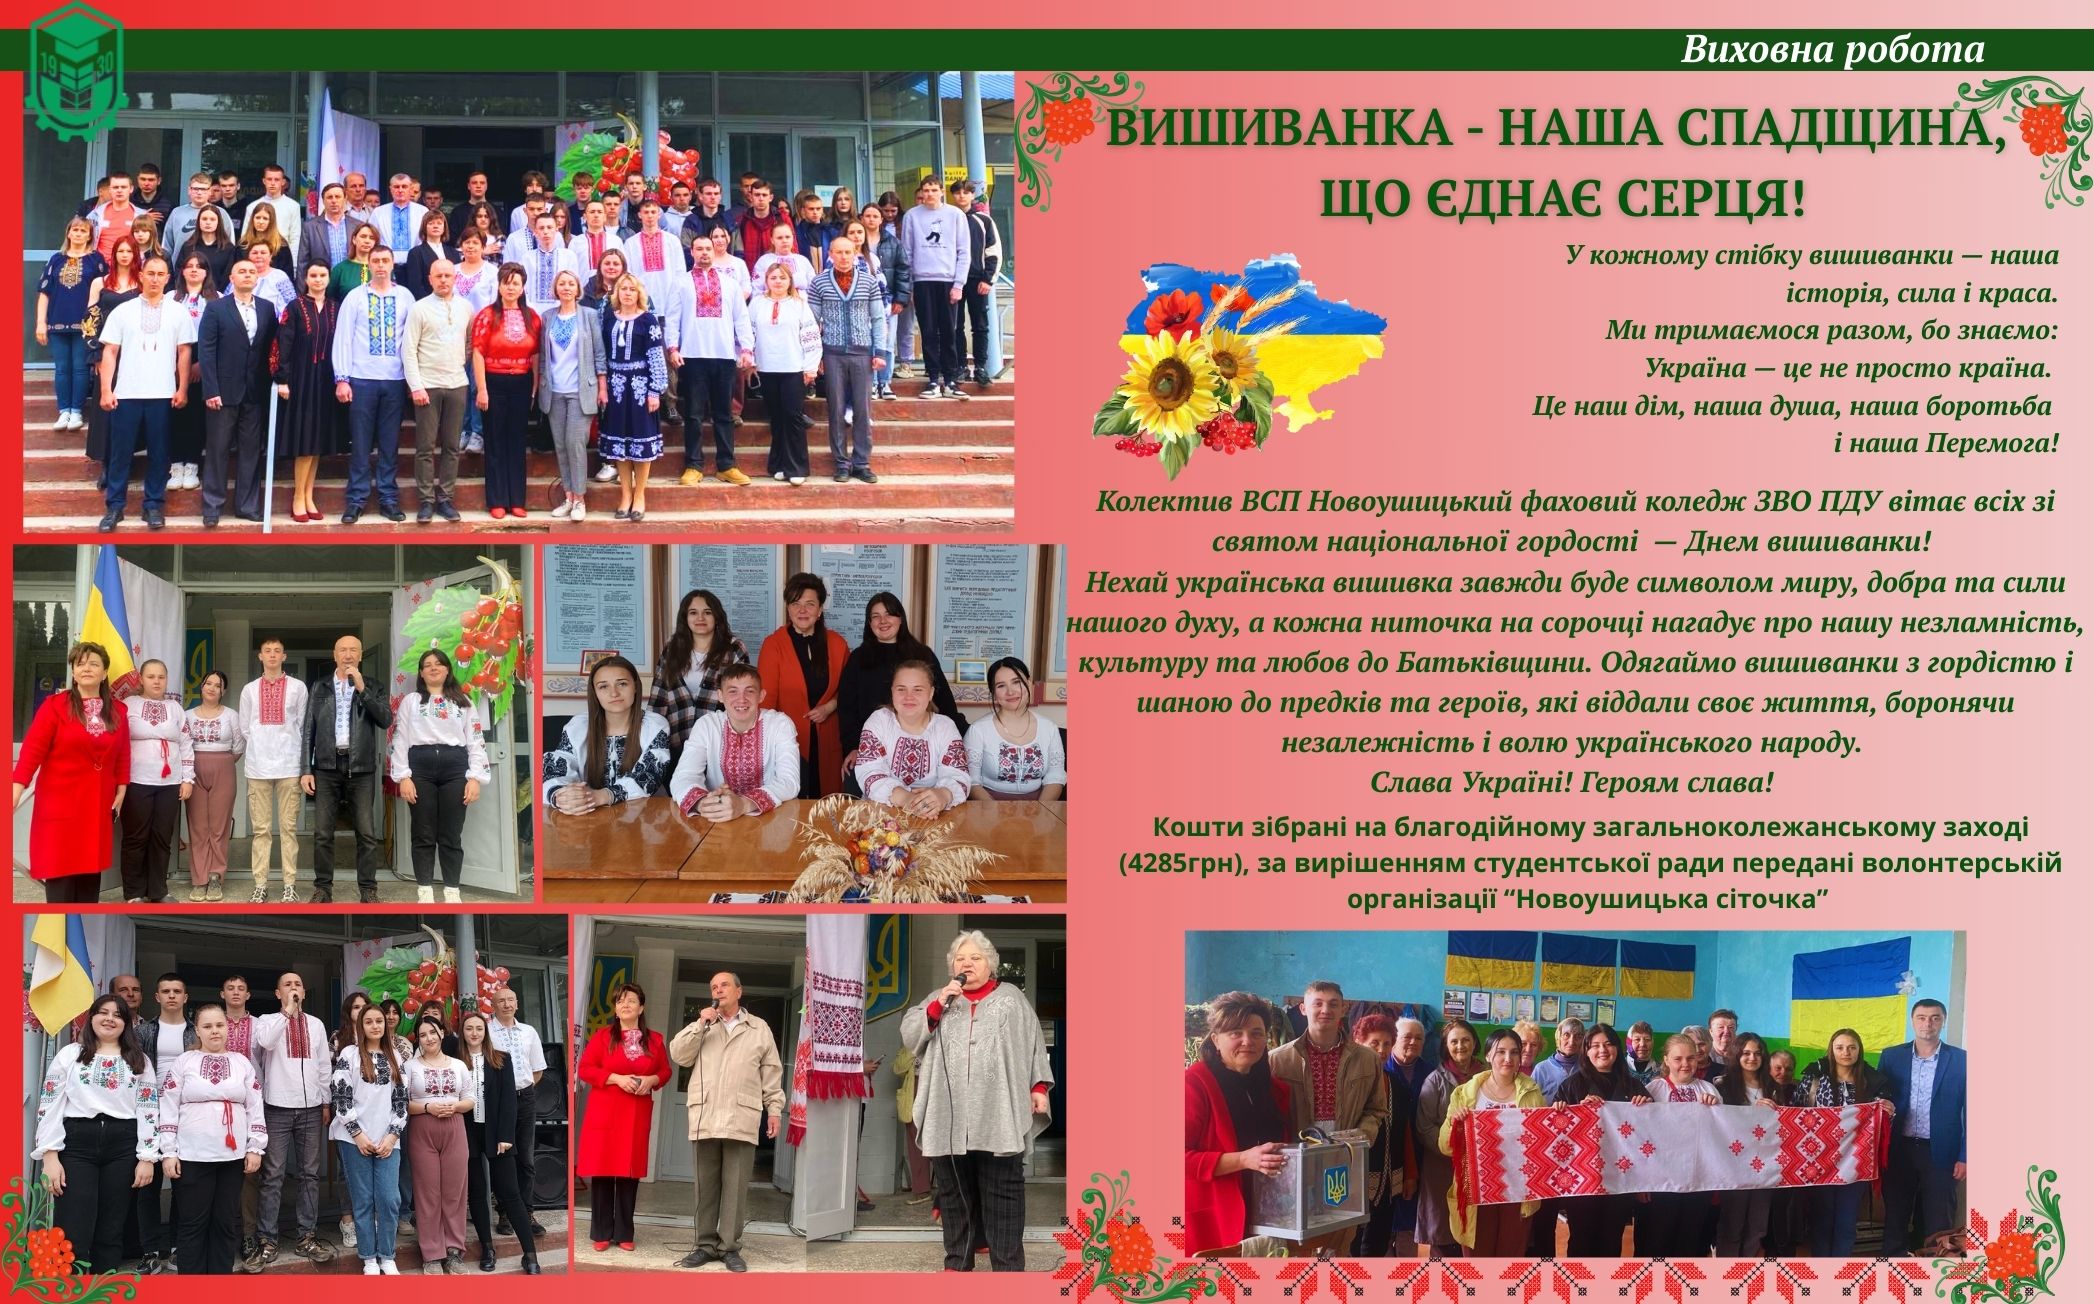 19 30
Виховна робота
ВИШИВАНКА - НАША СПАДЩИНА,
ЩО ЄДНАЄ СЕРЦЯ!
У кожному стібку вишиванки — наша
історія, сила і краса.
Ми тримаємося разом, бо знаємо:
Україна — це не просто країна.
Це наш дім, наша душа, наша боротьба
і наша Перемога!
Колектив ВСП Новоушицький фаховий коледж ЗВО ПДУ вітає всіх зі
святом національної гордості — Днем вишиванки!
Нехай українська вишивка завжди буде символом миру, добра та сили
нашого духу, а кожна ниточка на сорочці нагадує про нашу незламність,
культуру та любов до Батьківщини. Одягаймо вишиванки з гордістю і
шаною до предків та героїв, які віддали своє життя, боронячи
незалежність і волю українського народу.
Слава Україні! Героям слава!
Кошти зібрані на благодійному загальноколежанському заході
(4285грн), за вирішенням студентської ради передані волонтерській
організації “Новоушицька сіточка”